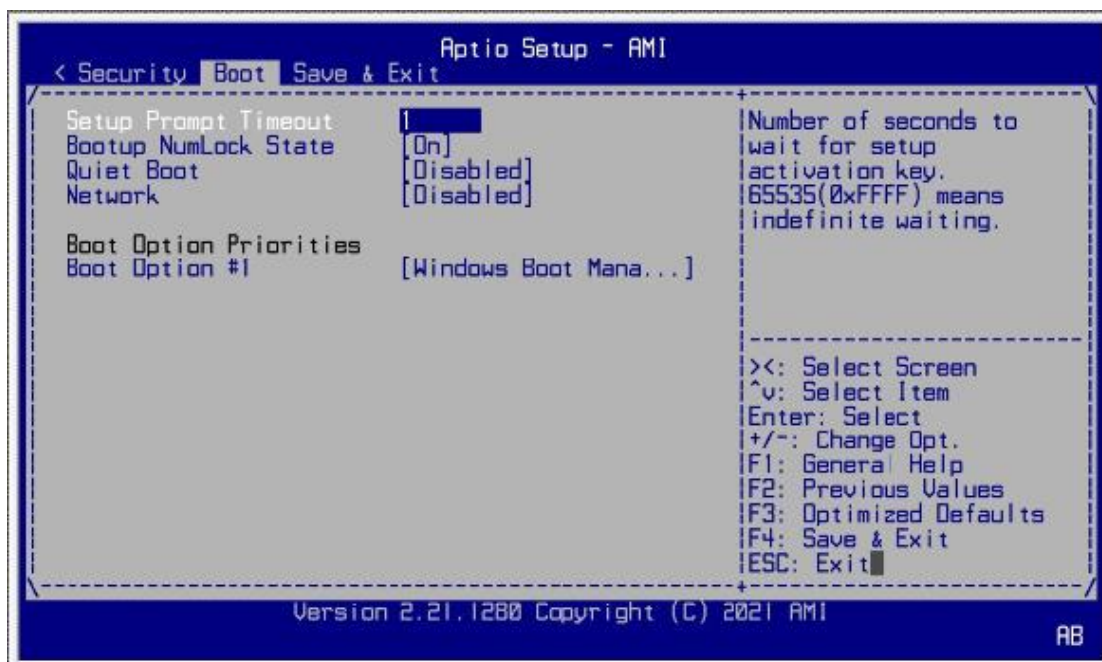 Aptio Setup - AMI
< Security Boot Save & Exit
Setup Prompt Timeout 1
Bootup NumLock State [On]
Quiet Boot [Disabled]
Network [Disabled]
Boot Option Priorities
Boot Option #1 [Windows Boot Mana...]
Number of seconds to
wait for setup
activation key.
65535(0xFFFF) means
indefinite waiting.
><: Select Screen
^v: Select Item
Enter: Select
+/-: Change Opt.
F1: General Help
F2: Previous Values
F3: Optimized Defaults
F4: Save & Exit
ESC: Exit
Version 2.21.1280 Copyright (C) 2021 AMI
AB